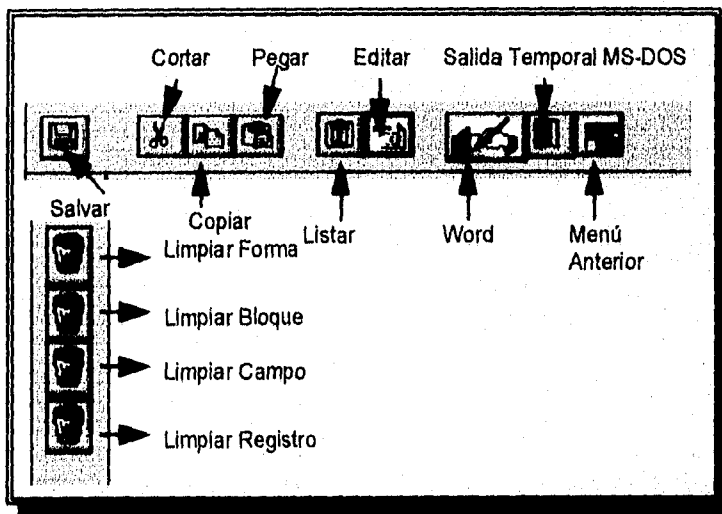 Cortar Pegar Editar Salida Temporal MS-DOS
Salvar Copiar Listar Word Menú
Anterior
Limpiar Forma
Limpiar Bloque
Limpiar Campo
Limpiar Registro